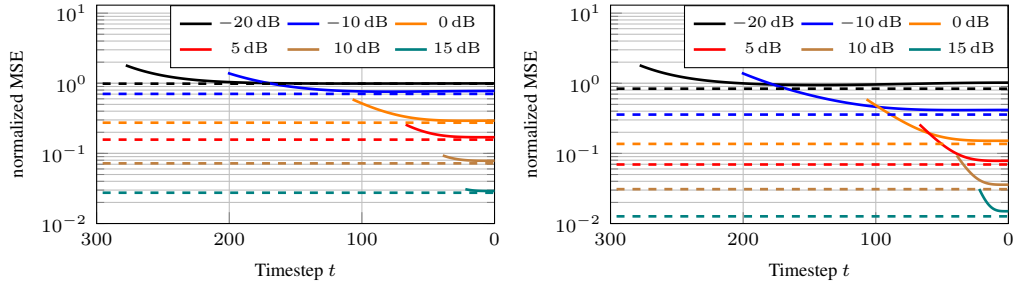 −20 dB −10 dB 0 dB
5 dB 10 dB 15 dB
normalized MSE
10^1
10^0
10^−1
10^−2
300 200 100 0
Timestep t
−20 dB −10 dB 0 dB
5 dB 10 dB 15 dB
normalized MSE
10^1
10^0
10^−1
10^−2
300 200 100 0
Timestep t